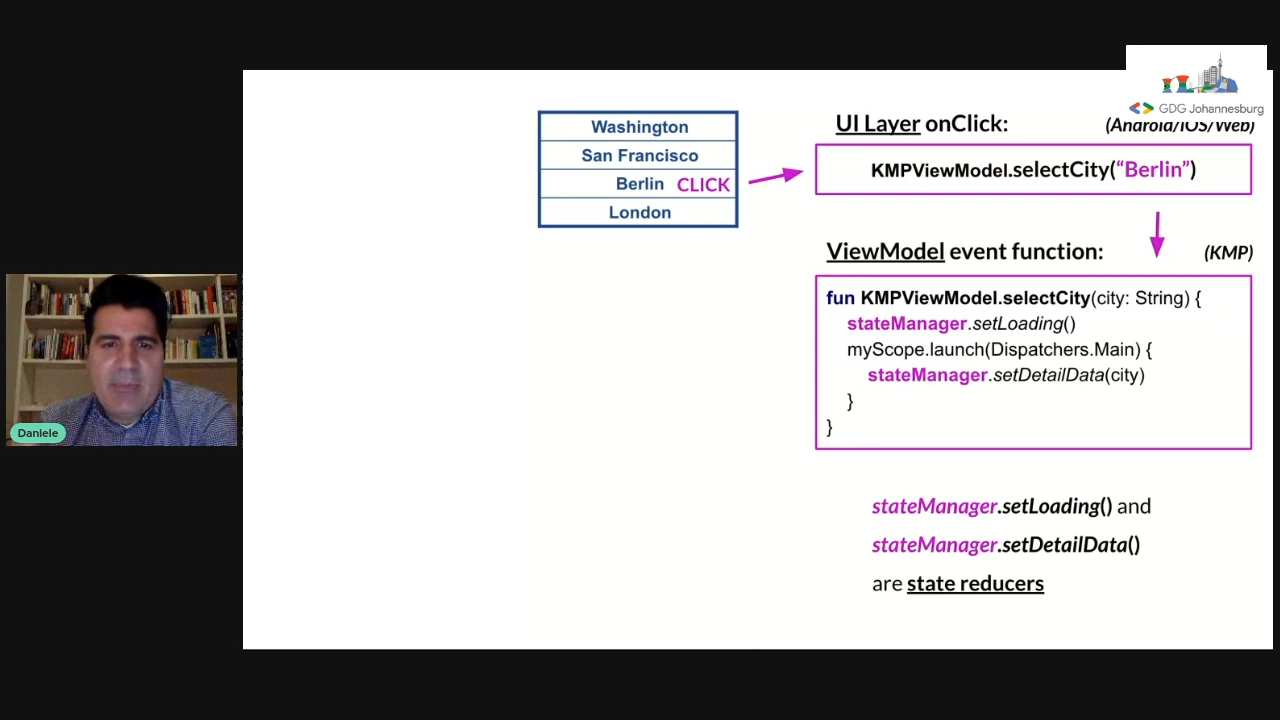 GDG Johannesburg
UI Layer onClick:
(Android/iOS/Web)
Washington
San Francisco
Berlin CLICK
London
KMPViewModel.selectCity(“Berlin”)
ViewModel event function:
(KMP)
fun KMPViewModel.selectCity(city: String) {
stateManager.setLoading()
myScope.launch(Dispatchers.Main) {
stateManager.setDetailData(city)
}
}
stateManager.setLoading() and
stateManager.setDetailData()
are state reducers
Daniele